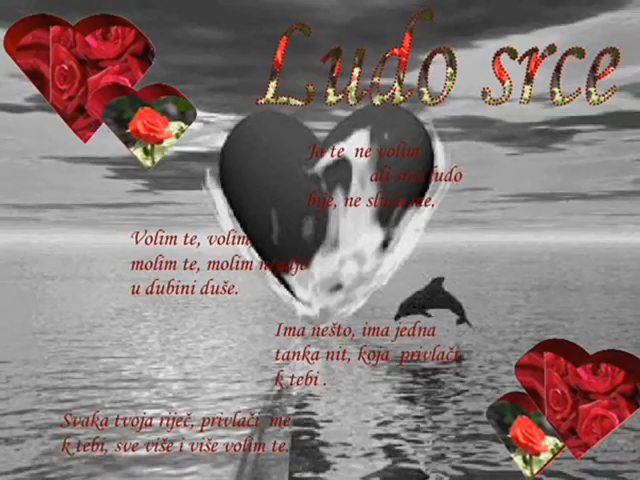 Ludo srce
Ja te ne volim
ali srce ludo
bije, ne sluša me.
Volim te, volim
molim te, molim negdje
u dubini duše.
Ima nešto, ima jedna
tanka nit, koja privlači
k tebi .
Svaka tvoja riječ, privlači me
k tebi, sve više i više volim te.